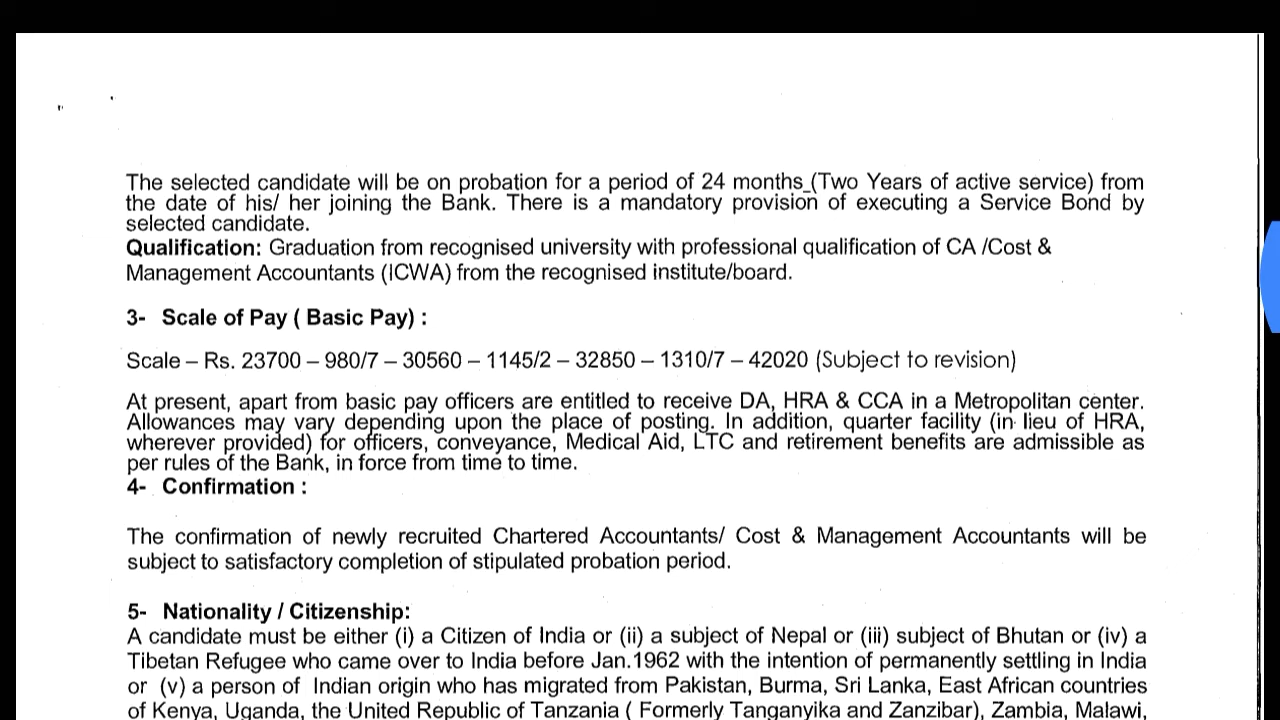 The selected candidate will be on probation for a period of 24 months_(Two Years of active service) from
the date of his/ her joining the Bank. There is a mandatory provision of executing a Service Bond by
selected candidate.
Qualification: Graduation from recognised university with professional qualification of CA /Cost &
Management Accountants (ICWA) from the recognised institute/board.
3- Scale of Pay ( Basic Pay) :
Scale – Rs. 23700 – 980/7 – 30560 – 1145/2 – 32850 – 1310/7 – 42020 (Subject to revision)
At present, apart from basic pay officers are entitled to receive DA, HRA & CCA in a Metropolitan center.
Allowances may vary depending upon the place of posting. In addition, quarter facility (in lieu of HRA,
wherever provided) for officers, conveyance, Medical Aid, LTC and retirement benefits are admissible as
per rules of the Bank, in force from time to time.
4- Confirmation :
The confirmation of newly recruited Chartered Accountants/ Cost & Management Accountants will be
subject to satisfactory completion of stipulated probation period.
5- Nationality / Citizenship:
A candidate must be either (i) a Citizen of India or (ii) a subject of Nepal or (iii) subject of Bhutan or (iv) a
Tibetan Refugee who came over to India before Jan.1962 with the intention of permanently settling in India
or (v) a person of Indian origin who has migrated from Pakistan, Burma, Sri Lanka, East African countries
of Kenya, Uganda, the United Republic of Tanzania ( Formerly Tanganyika and Zanzibar), Zambia, Malawi,